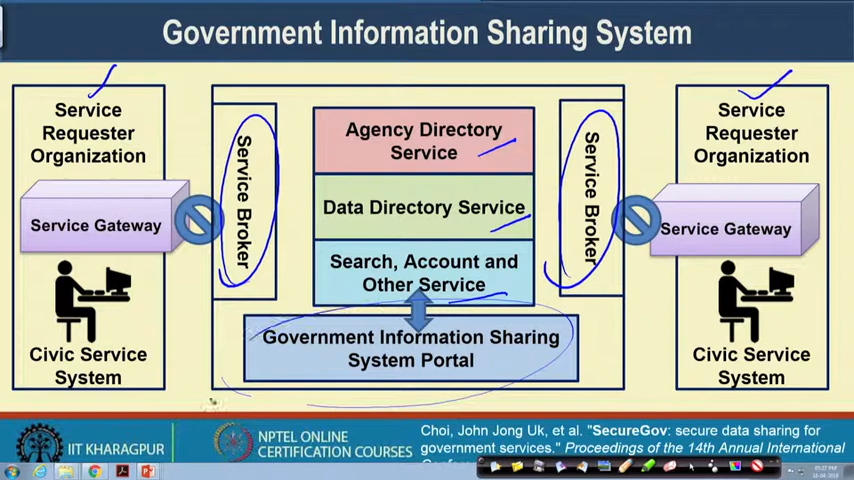 Government Information Sharing System
Service
Requester
Organization
Service Gateway
Civic Service
System
Service Broker
Agency Directory
Service
Data Directory Service
Search, Account and
Other Service
Government Information Sharing
System Portal
Service Broker
Service
Requester
Organization
Service Gateway
Civic Service
System
IIT KHARAGPUR
NPTEL ONLINE
CERTIFICATION COURSES
Choi, John Jong Uk, et al. "SecureGov: secure data sharing for
government services." Proceedings of the 14th Annual International